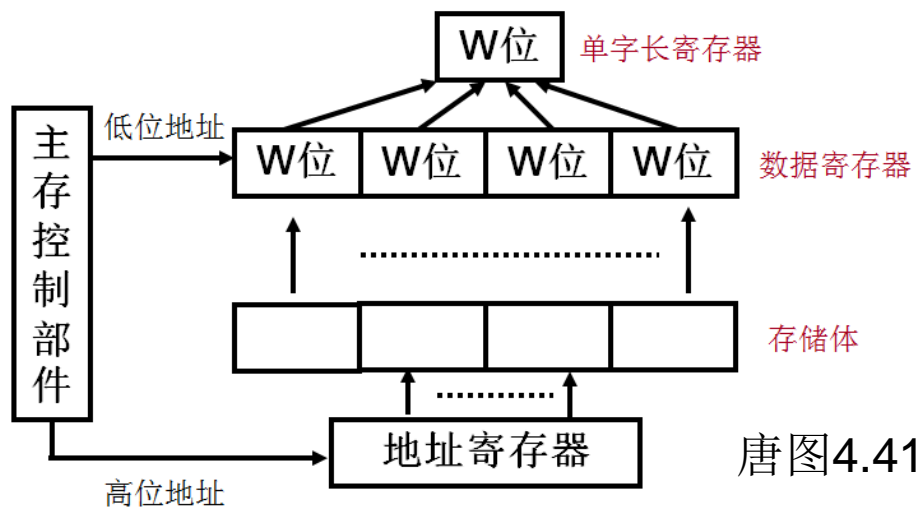 W位
单字长寄存器
主存控制部件
低位地址
W位 W位 W位 W位
数据寄存器
存储体
地址寄存器
高位地址
唐图4.41